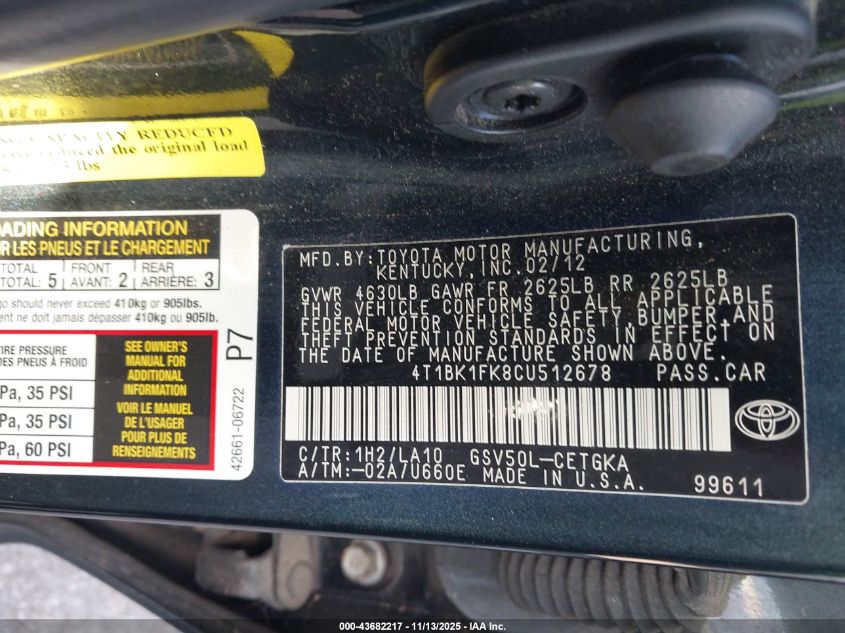 REDUCED
reduced the original load
lbs
LOADING INFORMATION
LES PNEUS ET LE CHARGEMENT
TOTAL
TOTAL: 5
FRONT
AVANT: 2
REAR
ARRIÈRE: 3
should never exceed 410kg or 905lbs.
ne doit jamais dépasser 410kg ou 905lb.
TIRE PRESSURE
DES PNEUS À FROID
Pa, 35 PSI
Pa, 35 PSI
Pa, 60 PSI
SEE OWNER'S
MANUAL FOR
ADDITIONAL
INFORMATION
VOIR LE MANUEL
DE L'USAGER
POUR PLUS DE
RENSEIGNEMENTS
P7
42661-06722
MFD.BY:TOYOTA MOTOR MANUFACTURING,
KENTUCKY,INC.02/12
GVWR 4630LB GAWR FR 2625LB RR 2625LB
THIS VEHICLE CONFORMS TO ALL APPLICABLE
FEDERAL MOTOR VEHICLE SAFETY, BUMPER,AND
THEFT PREVENTION STANDARDS IN EFFECT ON
THE DATE OF MANUFACTURE SHOWN ABOVE.
4T1BK1FK8CU512678 PASS.CAR
C/TR:1H2/LA10 GSV50L-CETGKA
A/TM:-02A/U660E MADE IN U.S.A.
99611
000-43682217 - 11/13/2025 - IAA Inc.